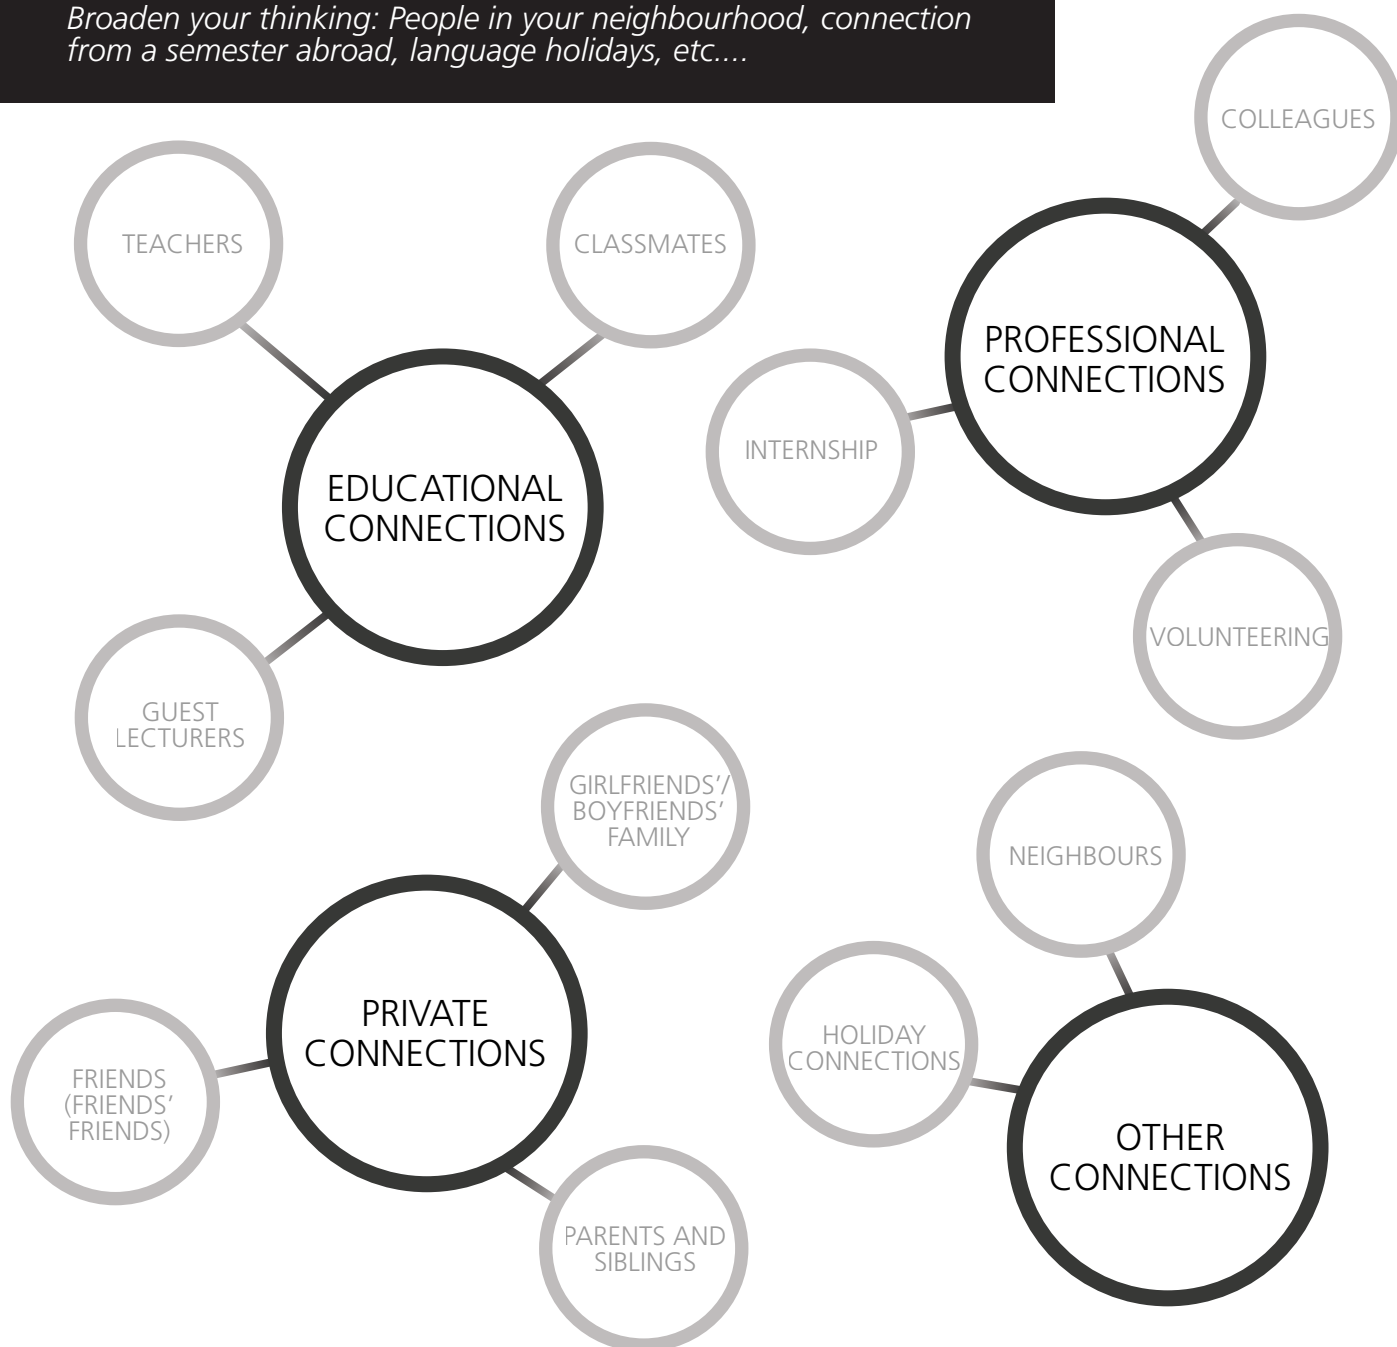 Broaden your thinking: People in your neighbourhood, connection
from a semester abroad, language holidays, etc....
COLLEAGUES
TEACHERS
CLASSMATES
PROFESSIONAL
CONNECTIONS
INTERNSHIP
EDUCATIONAL
CONNECTIONS
VOLUNTEERING
GUEST
LECTURERS
GIRLFRIENDS’/
BOYFRIENDS’
FAMILY
NEIGHBOURS
PRIVATE
CONNECTIONS
HOLIDAY
CONNECTIONS
FRIENDS
(FRIENDS’
FRIENDS)
OTHER
CONNECTIONS
PARENTS AND
SIBLINGS